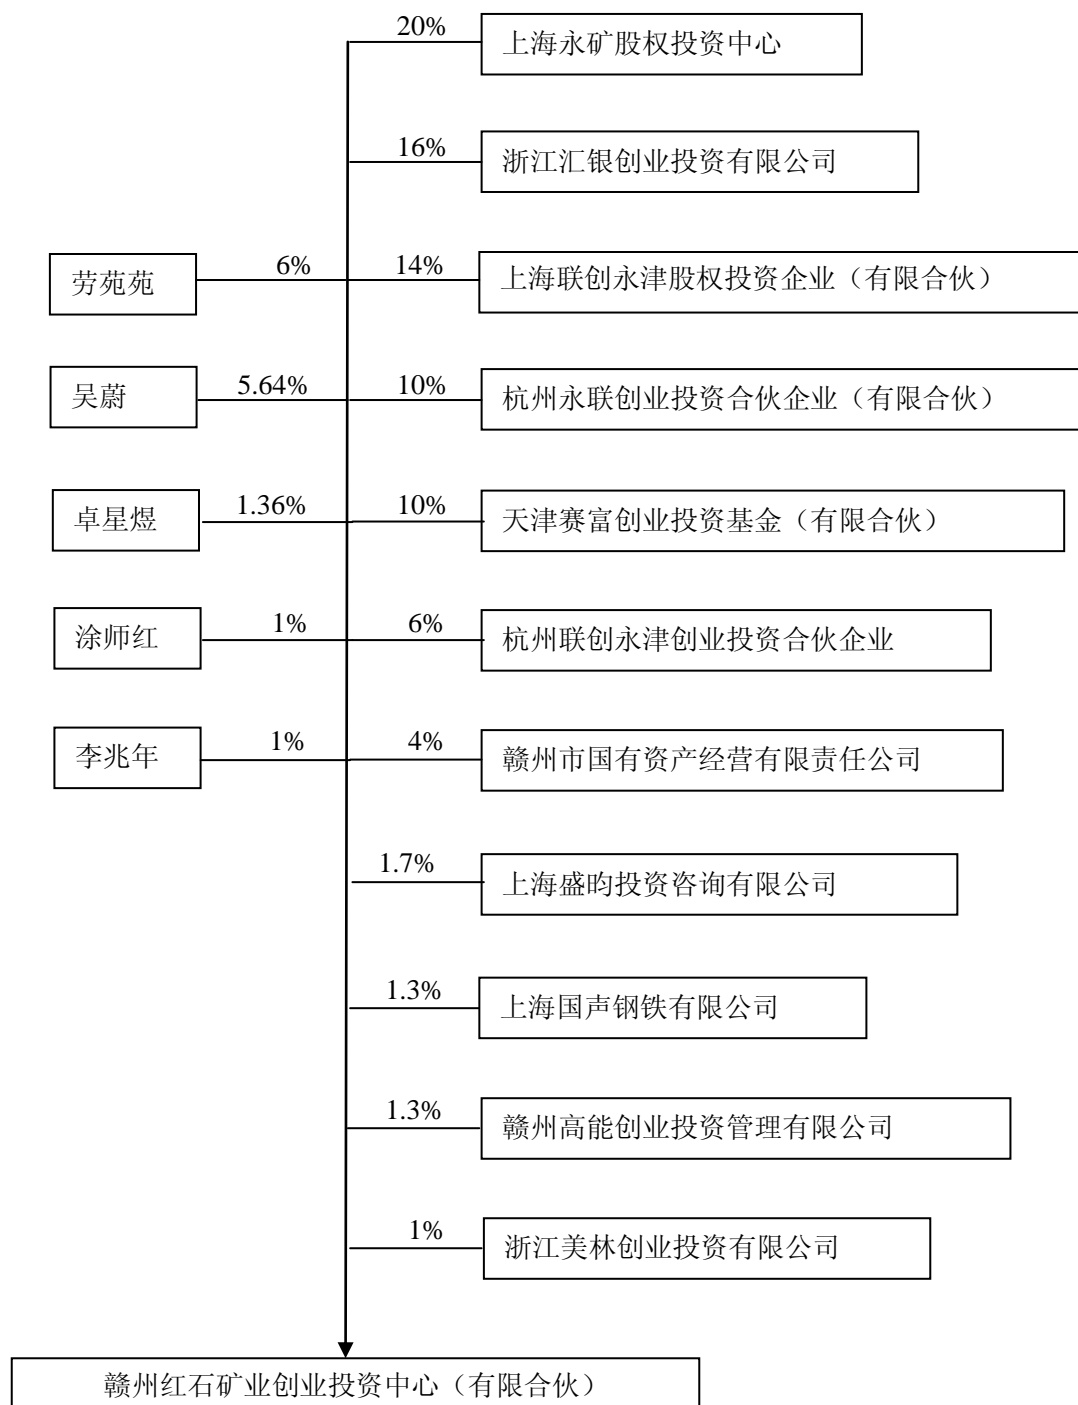 20%
上海永矿股权投资中心
16%
浙江汇银创业投资有限公司
劳苑苑
6%
14%
上海联创永津股权投资企业（有限合伙）
吴蔚
5.64%
10%
杭州永联创业投资合伙企业（有限合伙）
卓星煜
1.36%
10%
天津赛富创业投资基金（有限合伙）
涂师红
1%
6%
杭州联创永津创业投资合伙企业
李兆年
1%
4%
赣州市国有资产经营有限责任公司
1.7%
上海盛昀投资咨询有限公司
1.3%
上海国声钢铁有限公司
1.3%
赣州高能创业投资管理有限公司
1%
浙江美林创业投资有限公司
赣州红石矿业创业投资中心（有限合伙）